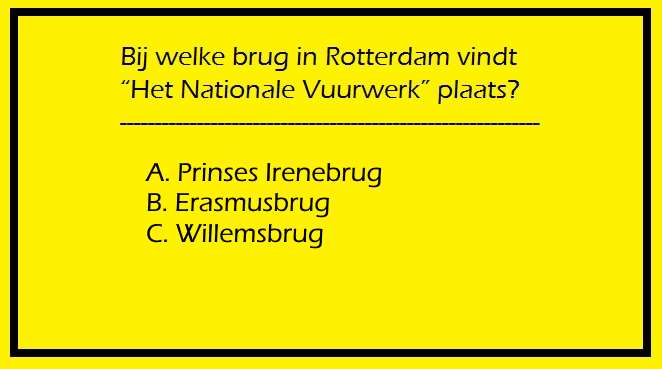 Bij welke brug in Rotterdam vindt
“Het Nationale Vuurwerk” plaats?
------------------------------------------------------------
A. Prinses Irenebrug
B. Erasmusbrug
C. Willemsbrug